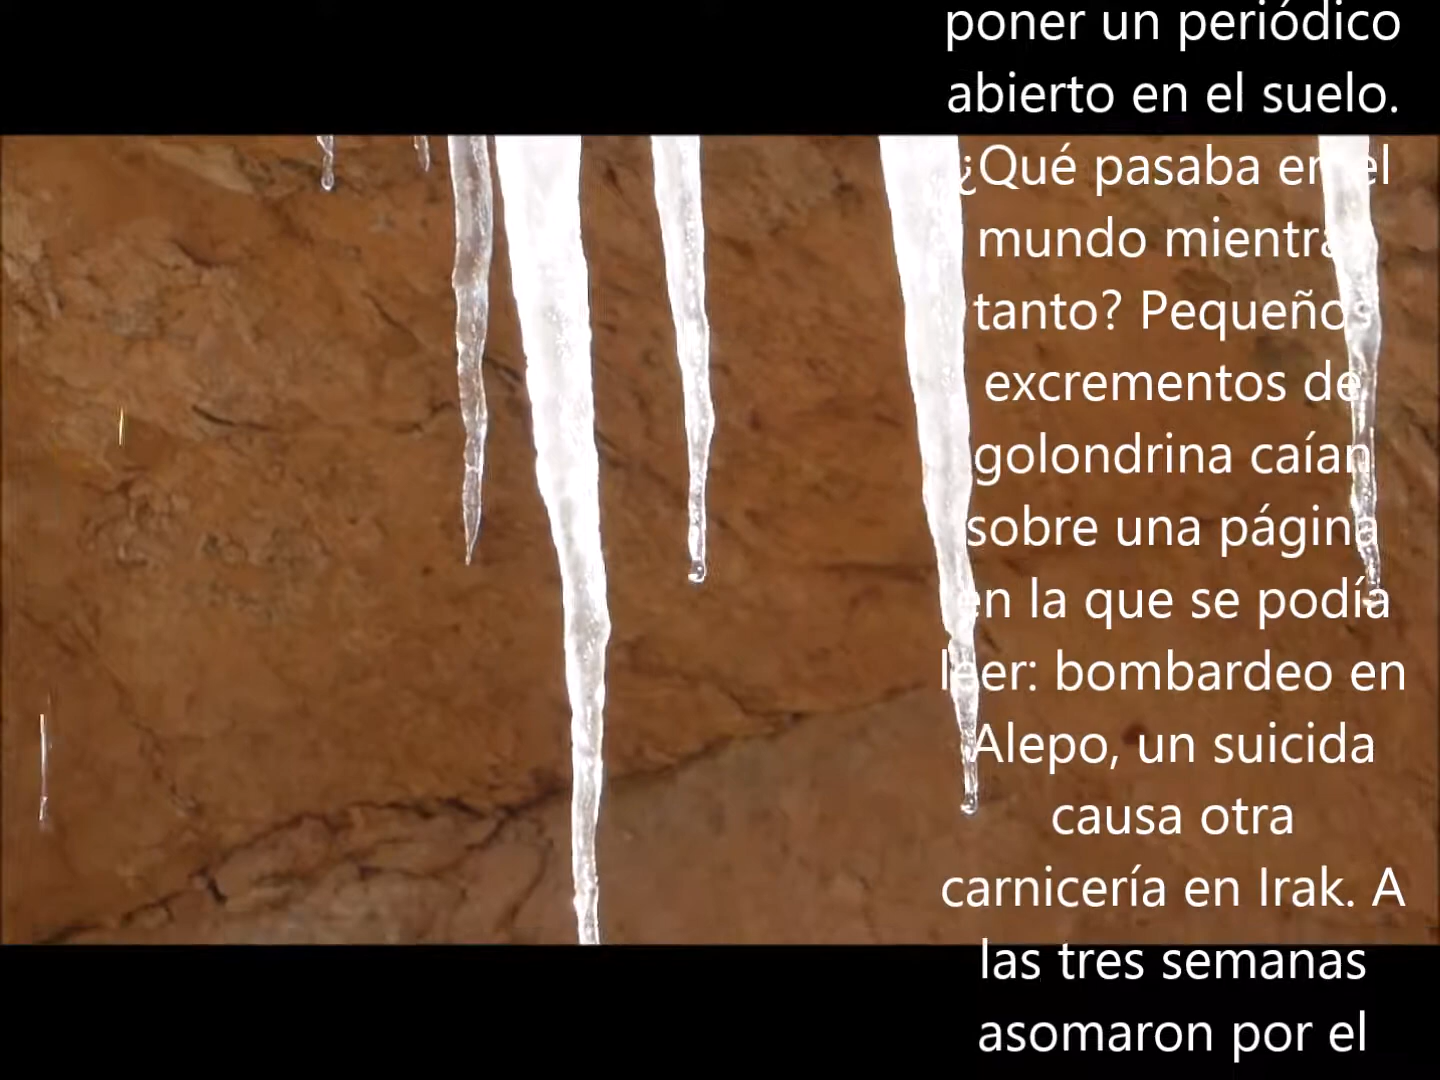 poner un periódico
abierto en el suelo.
¿Qué pasaba en el
mundo mientras
tanto? Pequeños
excrementos de
golondrina caían
sobre una página
en la que se podía
leer: bombardeo en
Alepo, un suicida
causa otra
carnicería en Irak. A
las tres semanas
asomaron por el